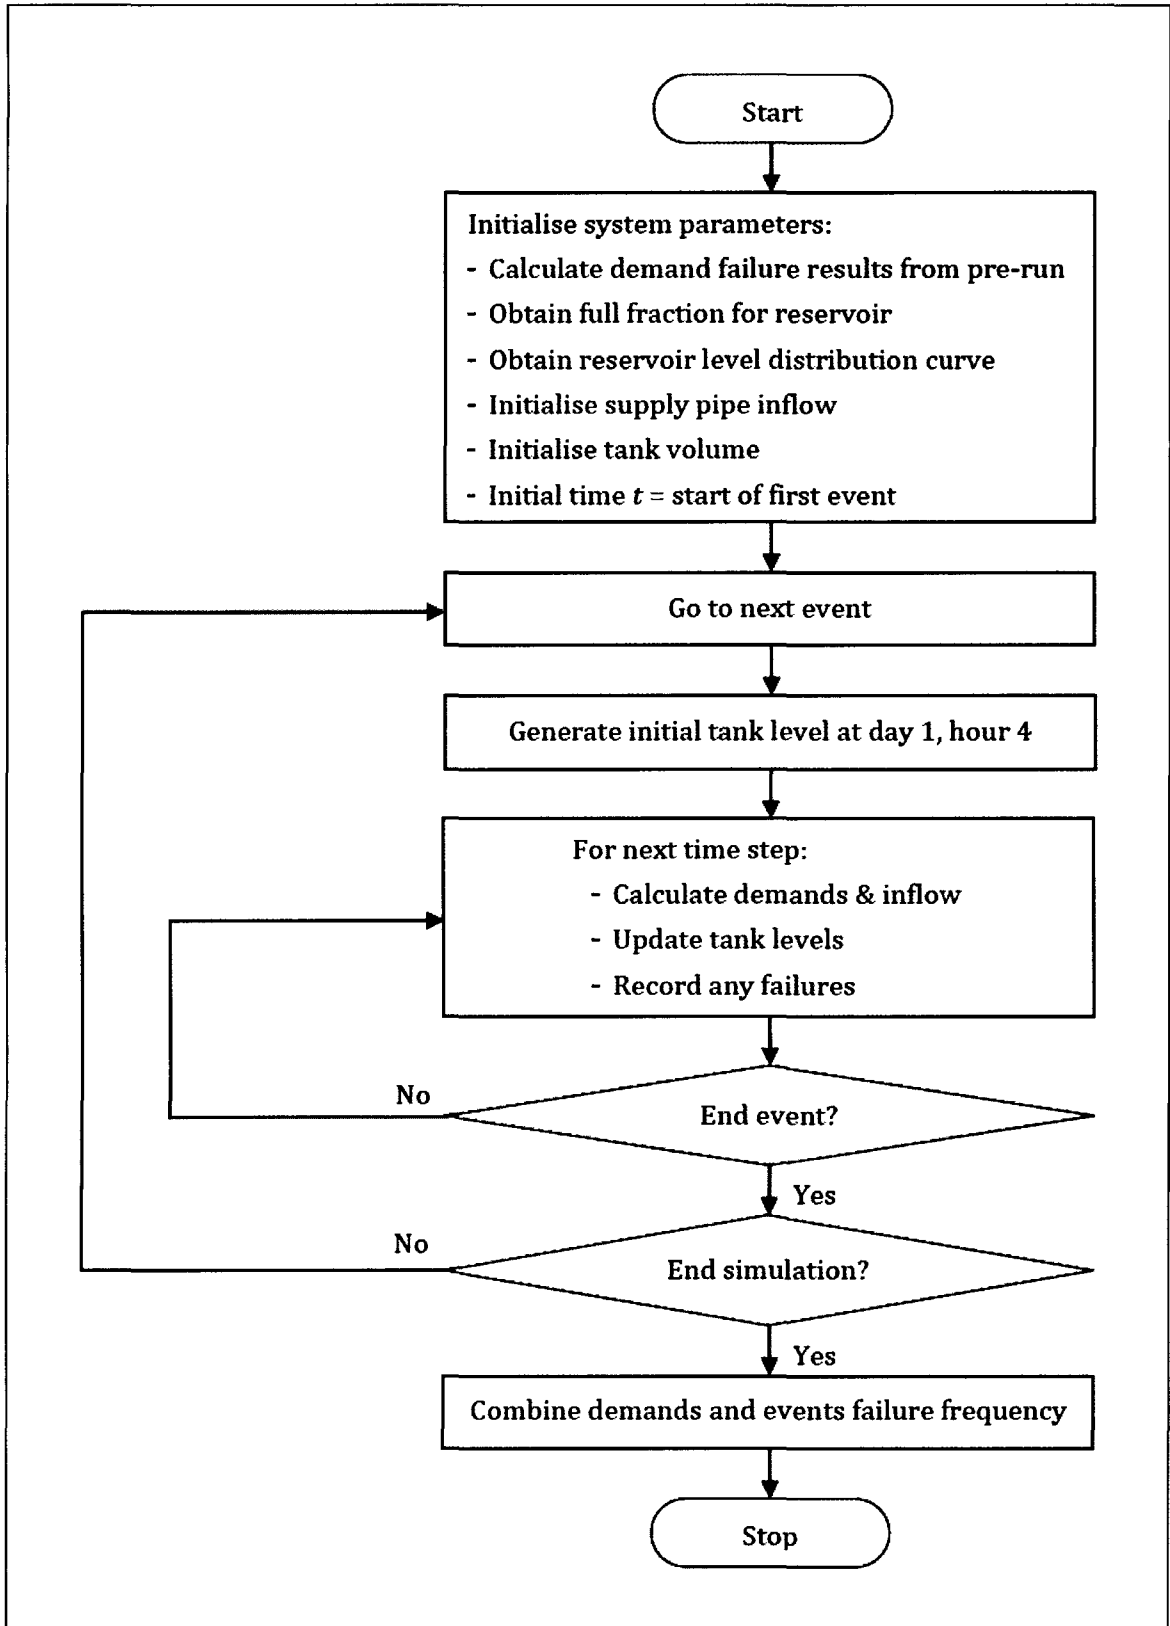 Start
Initialise system parameters:
- Calculate demand failure results from pre-run
- Obtain full fraction for reservoir
- Obtain reservoir level distribution curve
- Initialise supply pipe inflow
- Initialise tank volume
- Initial time t = start of first event
Go to next event
Generate initial tank level at day 1, hour 4
For next time step:
- Calculate demands & inflow
- Update tank levels
- Record any failures
No
End event?
Yes
No
End simulation?
Yes
Combine demands and events failure frequency
Stop